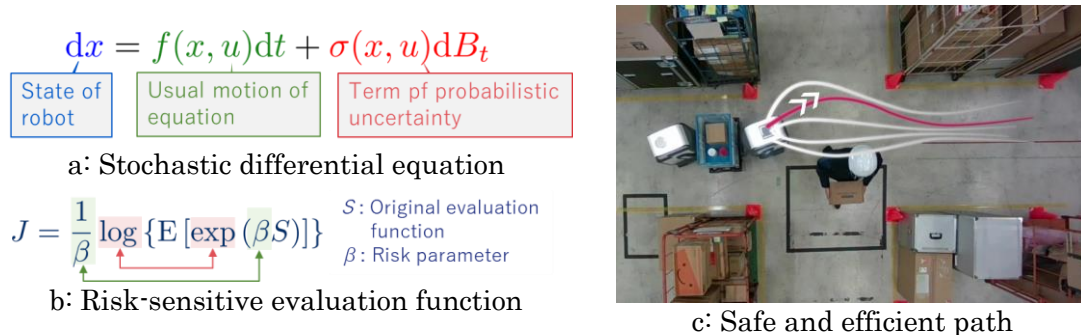 dx = f(x, u)dt + σ(x, u)dB_t
State of
robot
Usual motion of
equation
Term pf probabilistic
uncertainty
a: Stochastic differential equation
J = 1/β log {E [exp (βS)]}
S : Original evaluation
function
β : Risk parameter
b: Risk-sensitive evaluation function
c: Safe and efficient path